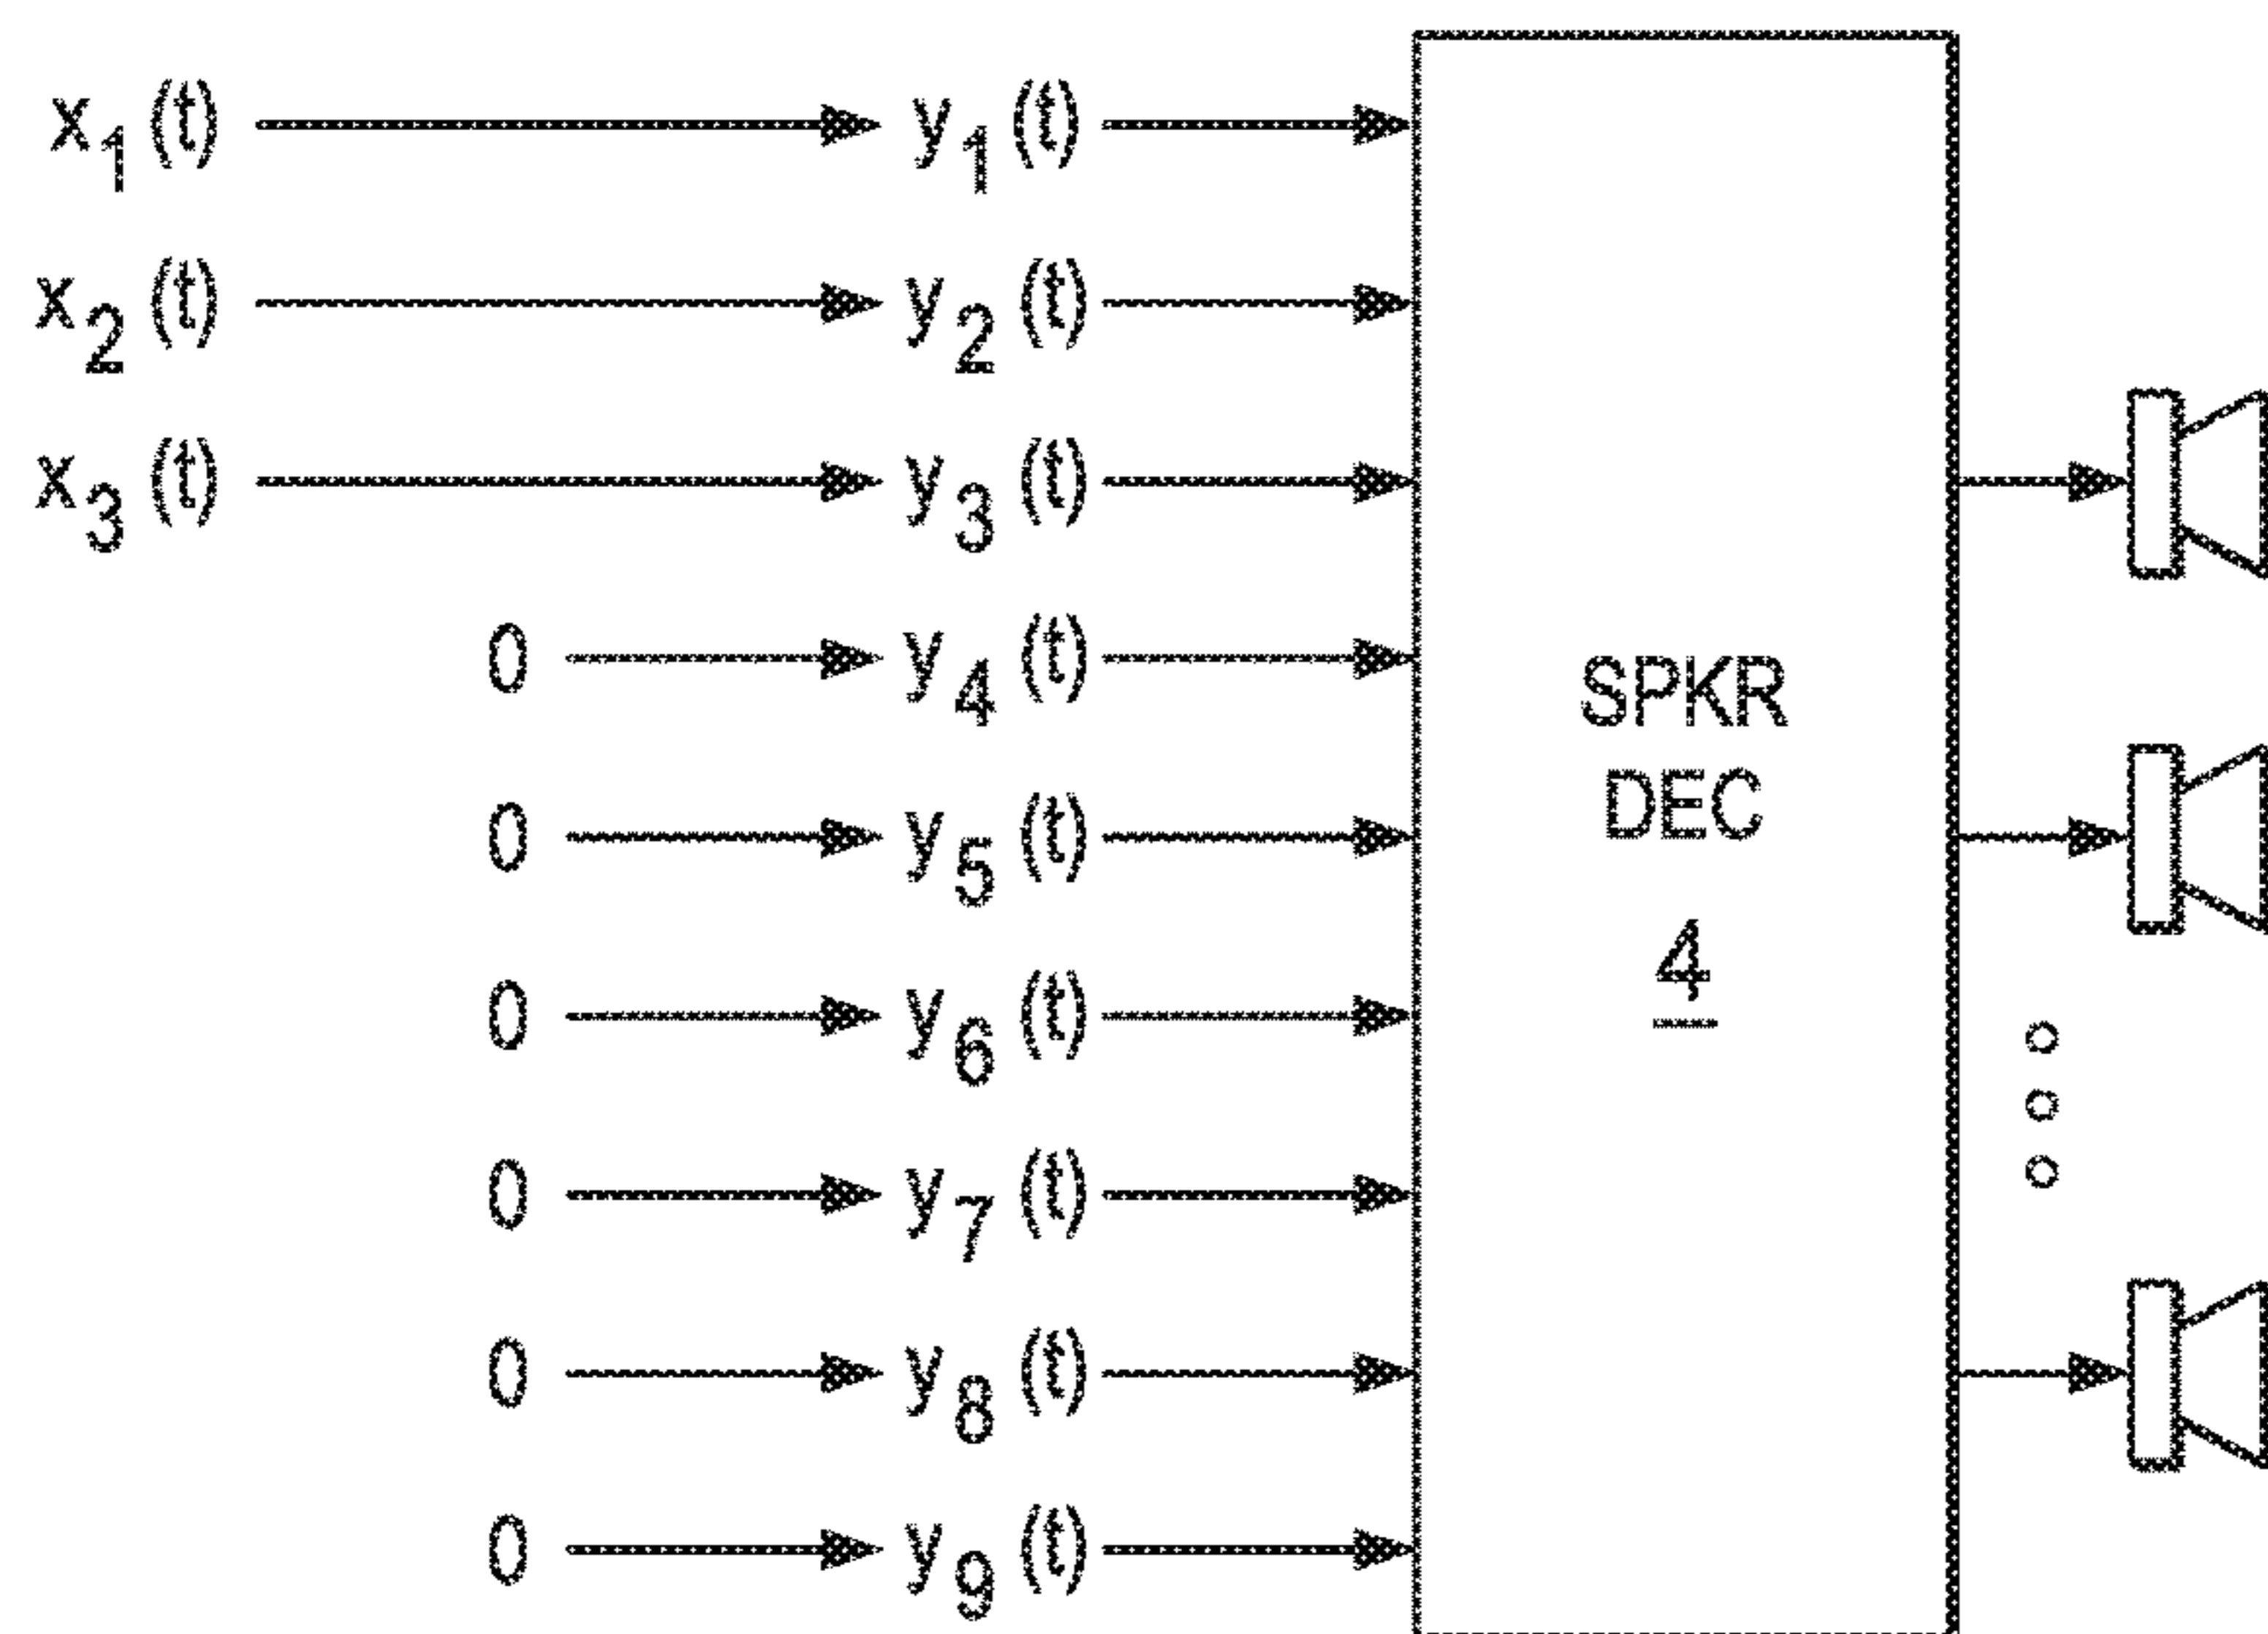 x1(t) y1(t)
x2(t) y2(t)
x3(t) y3(t)
0 y4(t)
0 y5(t)
0 y6(t)
0 y7(t)
0 y8(t)
0 y9(t)
SPKR
DEC
4